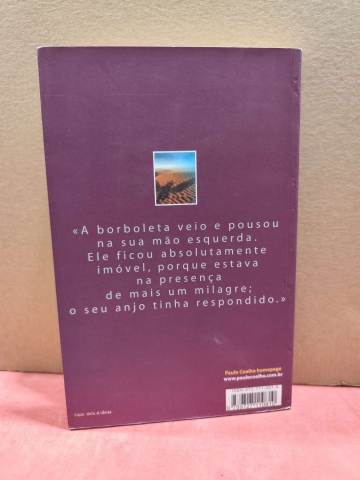 «A borboleta veio e pousou
na sua mão esquerda.
Ele ficou absolutamente
imóvel, porque estava
na presença
de mais um milagre;
o seu anjo tinha respondido.»
Paulo Coelho homepage
www.paulocoelho.com.br